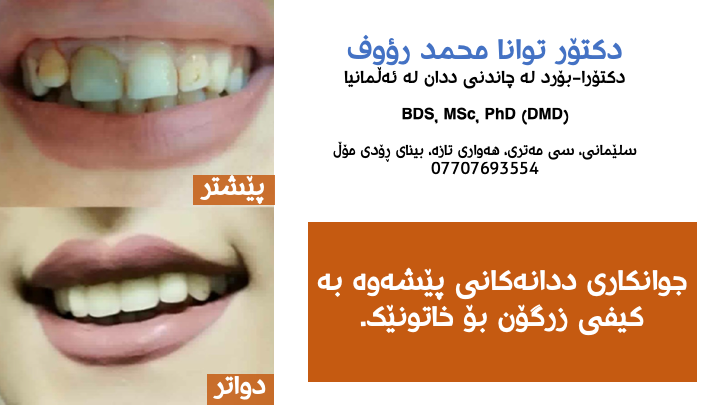 دکتۆر توانا محمد رؤوف
دکتۆرا-بۆرد لە چاندنی ددان لە ئەڵمانیا
BDS, MSc, PhD (DMD)
سلێمانی، سی مەتری، هەواری تازە، بینای ڕۆدی مۆڵ
07707693554
پێشتر
جوانکاری ددانەکانی پێشەوە بە
کیفی زرگۆن بۆ خاتونێک.
دواتر